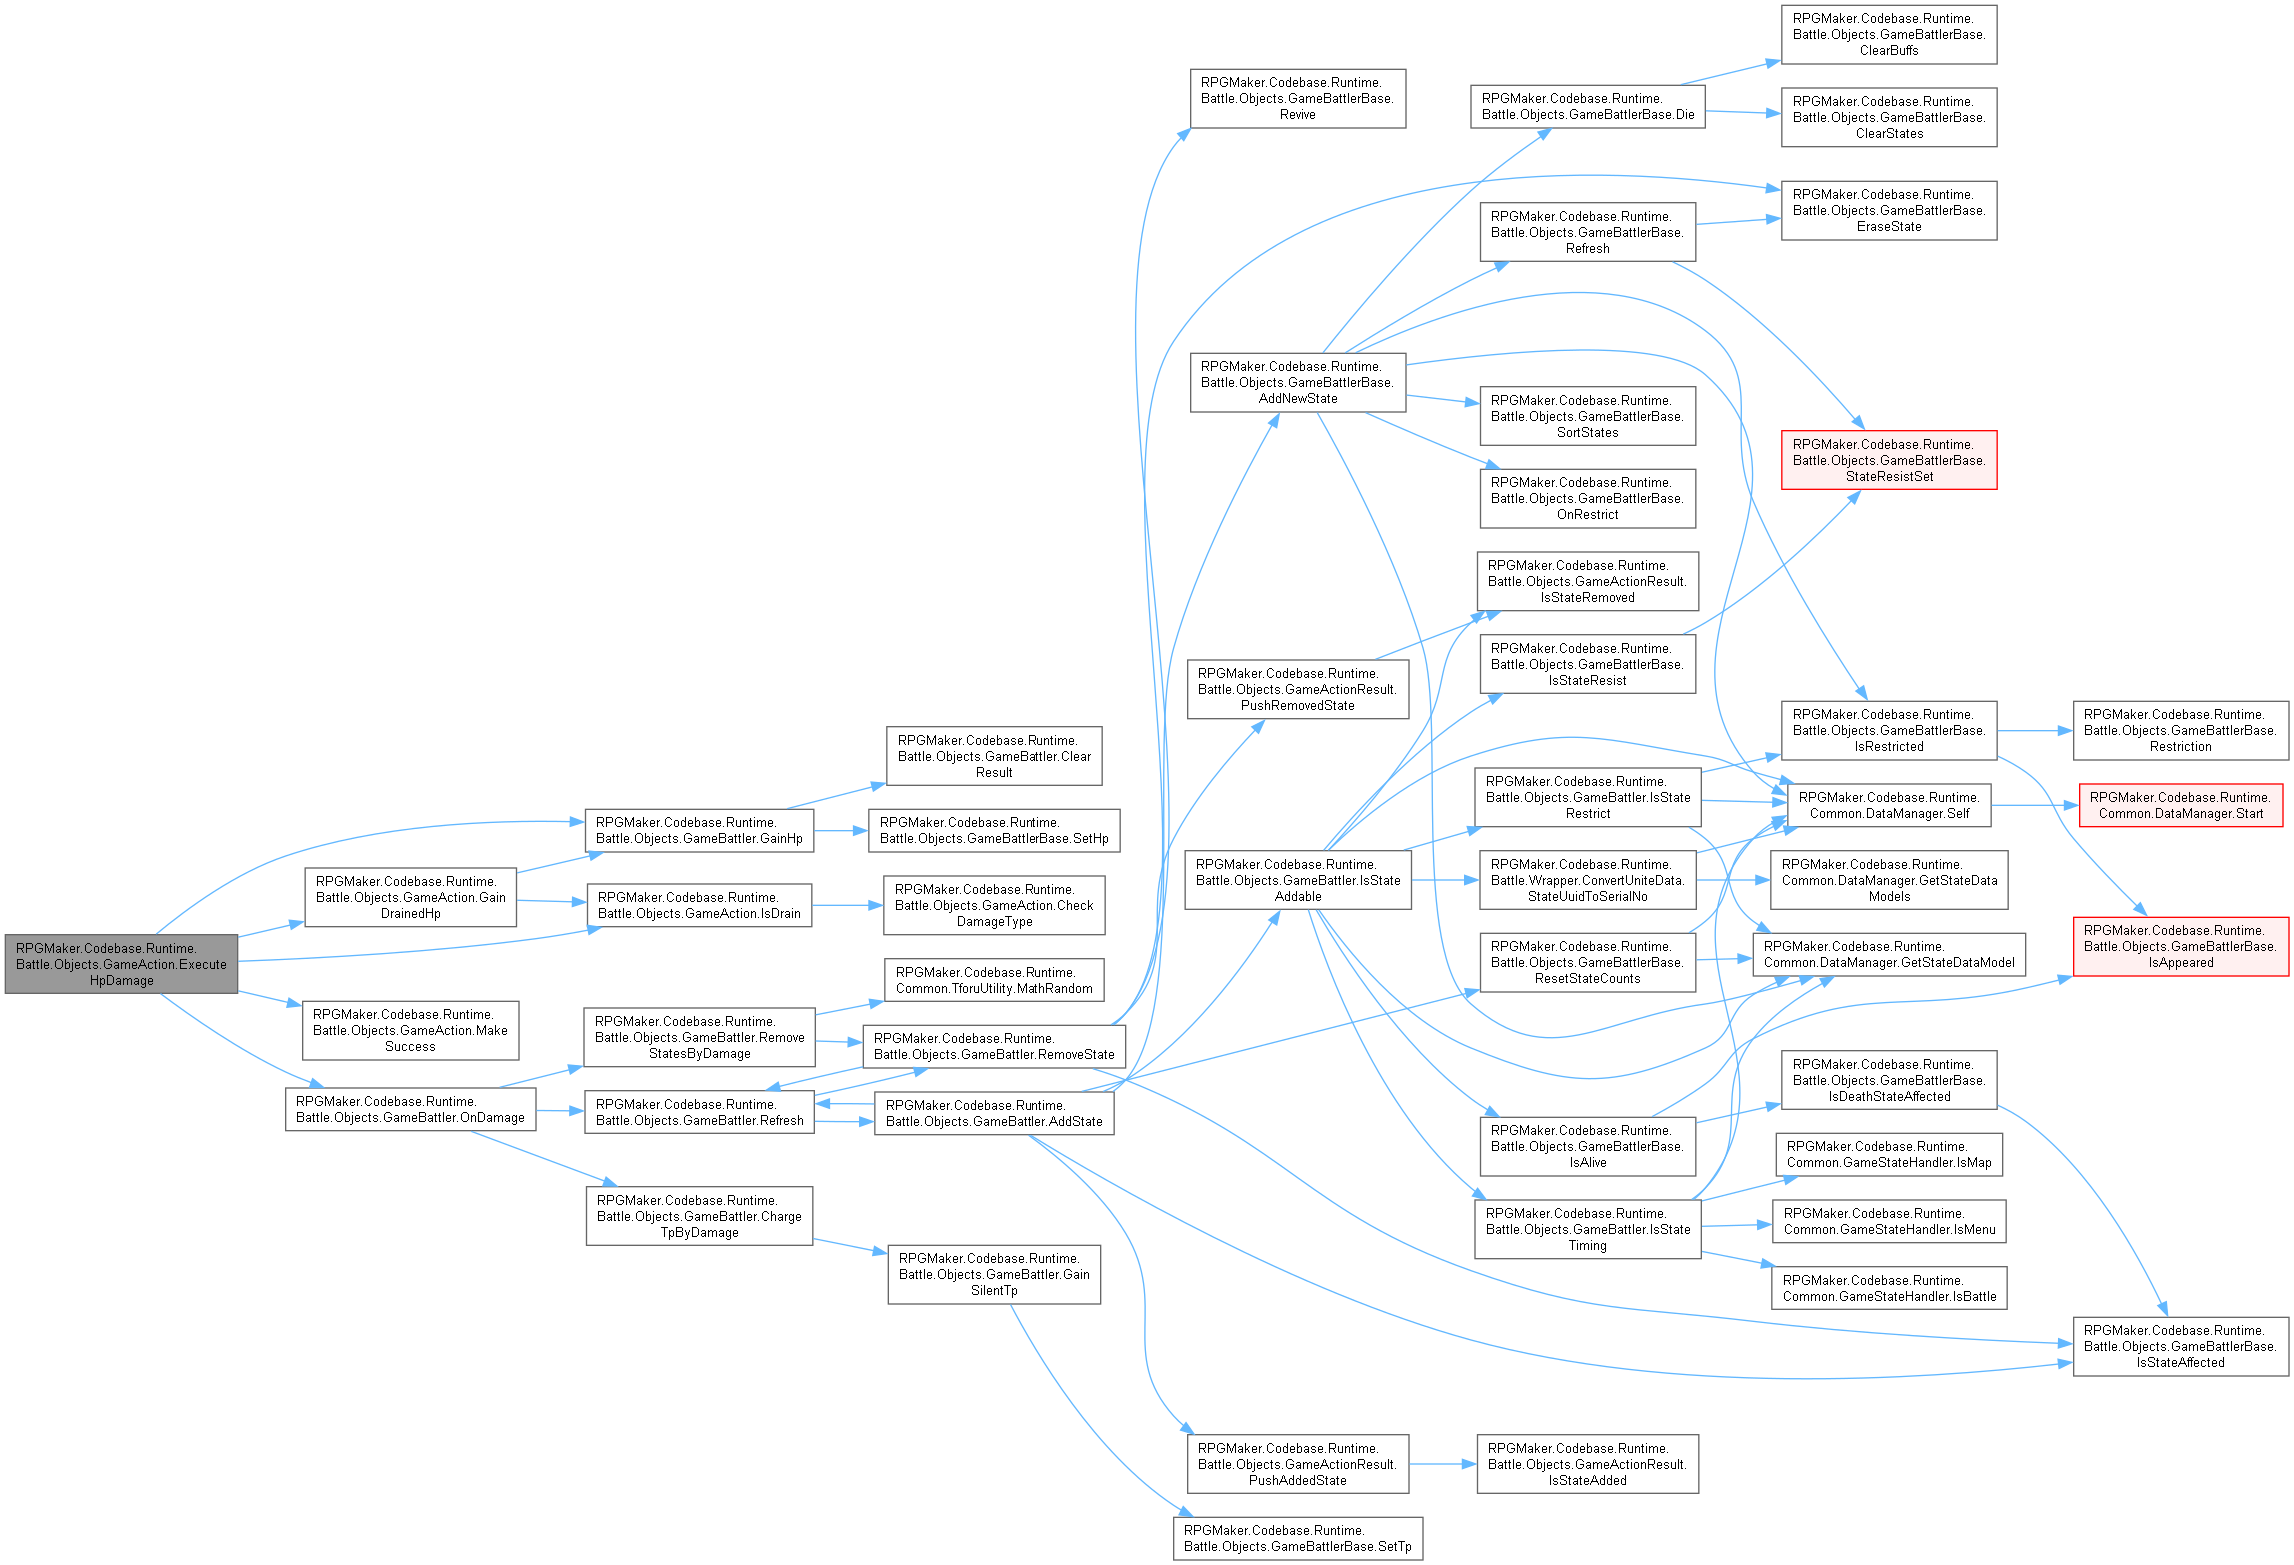 RPGMaker.Codebase.Runtime.
Battle.Objects.GameAction.Execute
HpDamage
RPGMaker.Codebase.Runtime.
Battle.Objects.GameAction.Gain
DrainedHp
RPGMaker.Codebase.Runtime.
Battle.Objects.GameAction.Make
Success
RPGMaker.Codebase.Runtime.
Battle.Objects.GameBattler.OnDamage
RPGMaker.Codebase.Runtime.
Battle.Objects.GameBattler.GainHp
RPGMaker.Codebase.Runtime.
Battle.Objects.GameAction.IsDrain
RPGMaker.Codebase.Runtime.
Battle.Objects.GameBattler.Remove
StatesByDamage
RPGMaker.Codebase.Runtime.
Battle.Objects.GameBattler.Refresh
RPGMaker.Codebase.Runtime.
Battle.Objects.GameBattler.Charge
TpByDamage
RPGMaker.Codebase.Runtime.
Battle.Objects.GameBattler.Clear
Result
RPGMaker.Codebase.Runtime.
Battle.Objects.GameBattlerBase.SetHp
RPGMaker.Codebase.Runtime.
Battle.Objects.GameAction.Check
DamageType
RPGMaker.Codebase.Runtime.
Common.TforuUtility.MathRandom
RPGMaker.Codebase.Runtime.
Battle.Objects.GameBattler.RemoveState
RPGMaker.Codebase.Runtime.
Battle.Objects.GameBattler.AddState
RPGMaker.Codebase.Runtime.
Battle.Objects.GameBattler.Gain
SilentTp
RPGMaker.Codebase.Runtime.
Battle.Objects.GameBattlerBase.
Revive
RPGMaker.Codebase.Runtime.
Battle.Objects.GameBattlerBase.
AddNewState
RPGMaker.Codebase.Runtime.
Battle.Objects.GameActionResult.
PushRemovedState
RPGMaker.Codebase.Runtime.
Battle.Objects.GameBattler.IsState
Addable
RPGMaker.Codebase.Runtime.
Battle.Objects.GameActionResult.
PushAddedState
RPGMaker.Codebase.Runtime.
Battle.Objects.GameBattlerBase.SetTp
RPGMaker.Codebase.Runtime.
Battle.Objects.GameBattlerBase.Die
RPGMaker.Codebase.Runtime.
Battle.Objects.GameBattlerBase.
Refresh
RPGMaker.Codebase.Runtime.
Battle.Objects.GameBattlerBase.
SortStates
RPGMaker.Codebase.Runtime.
Battle.Objects.GameBattlerBase.
OnRestrict
RPGMaker.Codebase.Runtime.
Battle.Objects.GameActionResult.
IsStateRemoved
RPGMaker.Codebase.Runtime.
Battle.Objects.GameBattlerBase.
IsStateResist
RPGMaker.Codebase.Runtime.
Battle.Objects.GameBattler.IsState
Restrict
RPGMaker.Codebase.Runtime.
Battle.Wrapper.ConvertUniteData.
StateUuidToSerialNo
RPGMaker.Codebase.Runtime.
Battle.Objects.GameBattlerBase.
ResetStateCounts
RPGMaker.Codebase.Runtime.
Battle.Objects.GameBattlerBase.
IsAlive
RPGMaker.Codebase.Runtime.
Battle.Objects.GameBattler.IsState
Timing
RPGMaker.Codebase.Runtime.
Battle.Objects.GameActionResult.
IsStateAdded
RPGMaker.Codebase.Runtime.
Battle.Objects.GameBattlerBase.
ClearBuffs
RPGMaker.Codebase.Runtime.
Battle.Objects.GameBattlerBase.
ClearStates
RPGMaker.Codebase.Runtime.
Battle.Objects.GameBattlerBase.
EraseState
RPGMaker.Codebase.Runtime.
Battle.Objects.GameBattlerBase.
StateResistSet
RPGMaker.Codebase.Runtime.
Battle.Objects.GameBattlerBase.
IsRestricted
RPGMaker.Codebase.Runtime.
Common.DataManager.Self
RPGMaker.Codebase.Runtime.
Common.DataManager.GetStateData
Models
RPGMaker.Codebase.Runtime.
Common.DataManager.GetStateDataModel
RPGMaker.Codebase.Runtime.
Battle.Objects.GameBattlerBase.
IsDeathStateAffected
RPGMaker.Codebase.Runtime.
Common.GameStateHandler.IsMap
RPGMaker.Codebase.Runtime.
Common.GameStateHandler.IsMenu
RPGMaker.Codebase.Runtime.
Common.GameStateHandler.IsBattle
RPGMaker.Codebase.Runtime.
Battle.Objects.GameBattlerBase.
Restriction
RPGMaker.Codebase.Runtime.
Common.DataManager.Start
RPGMaker.Codebase.Runtime.
Battle.Objects.GameBattlerBase.
IsAppeared
RPGMaker.Codebase.Runtime.
Battle.Objects.GameBattlerBase.
IsStateAffected